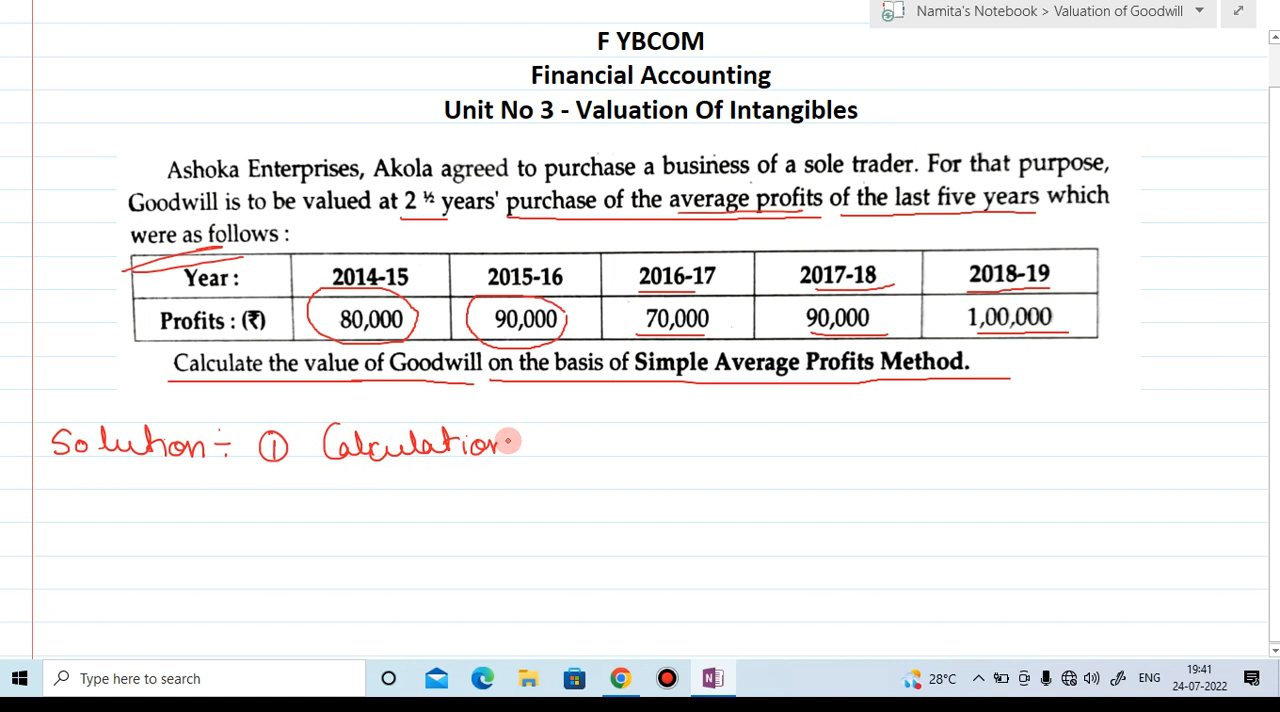 Namita's Notebook > Valuation of Goodwill
F YBCOM
Financial Accounting
Unit No 3 - Valuation Of Intangibles
Ashoka Enterprises, Akola agreed to purchase a business of a sole trader. For that purpose,
Goodwill is to be valued at 2 ½ years' purchase of the average profits of the last five years which
were as follows :
Year : 2014-15 2015-16 2016-17 2017-18 2018-19
Profits : (₹) 80,000 90,000 70,000 90,000 1,00,000
Calculate the value of Goodwill on the basis of Simple Average Profits Method.
Solution ÷ ① Calculation
Type here to search 28°C ENG 19:41
24-07-2022